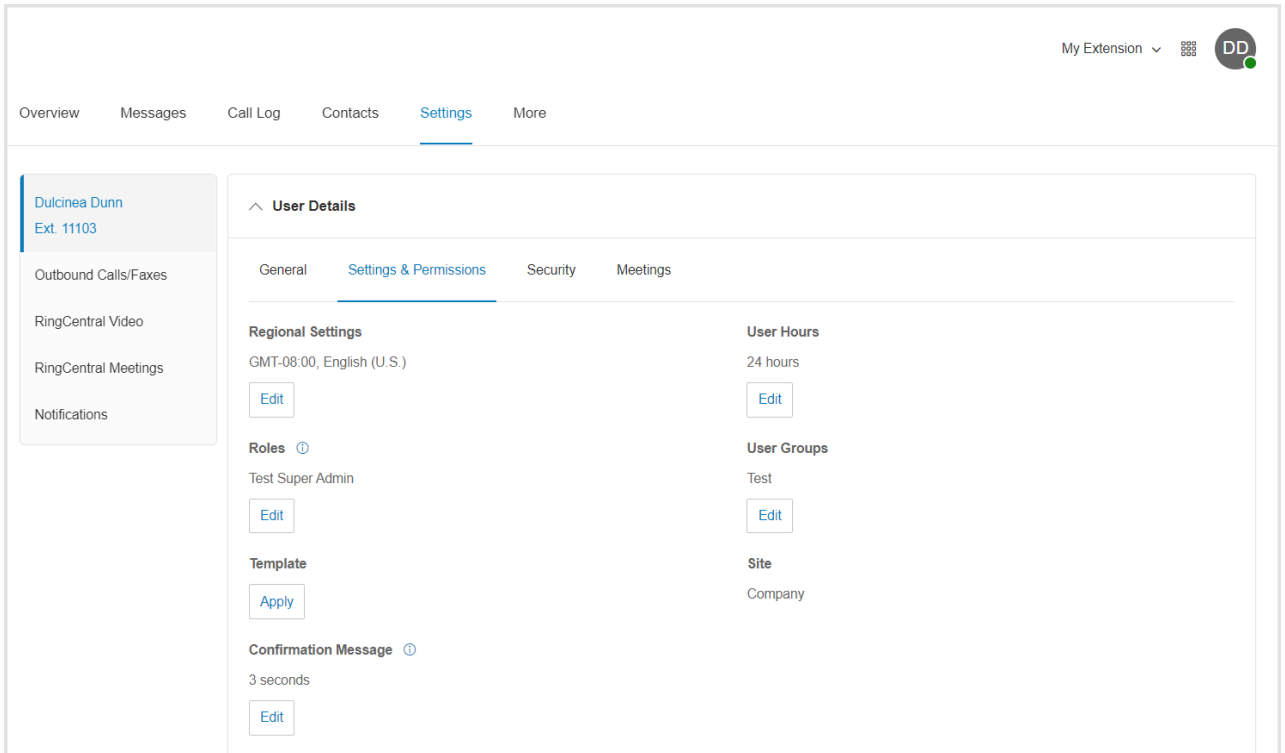 My Extension
DD
Overview Messages Call Log Contacts Settings More
Dulcinea Dunn
Ext. 11103
Outbound Calls/Faxes
RingCentral Video
RingCentral Meetings
Notifications
User Details
General Settings & Permissions Security Meetings
Regional Settings
GMT-08:00, English (U.S.)
Edit
User Hours
24 hours
Edit
Roles
Test Super Admin
Edit
User Groups
Test
Edit
Template
Apply
Site
Company
Confirmation Message
3 seconds
Edit